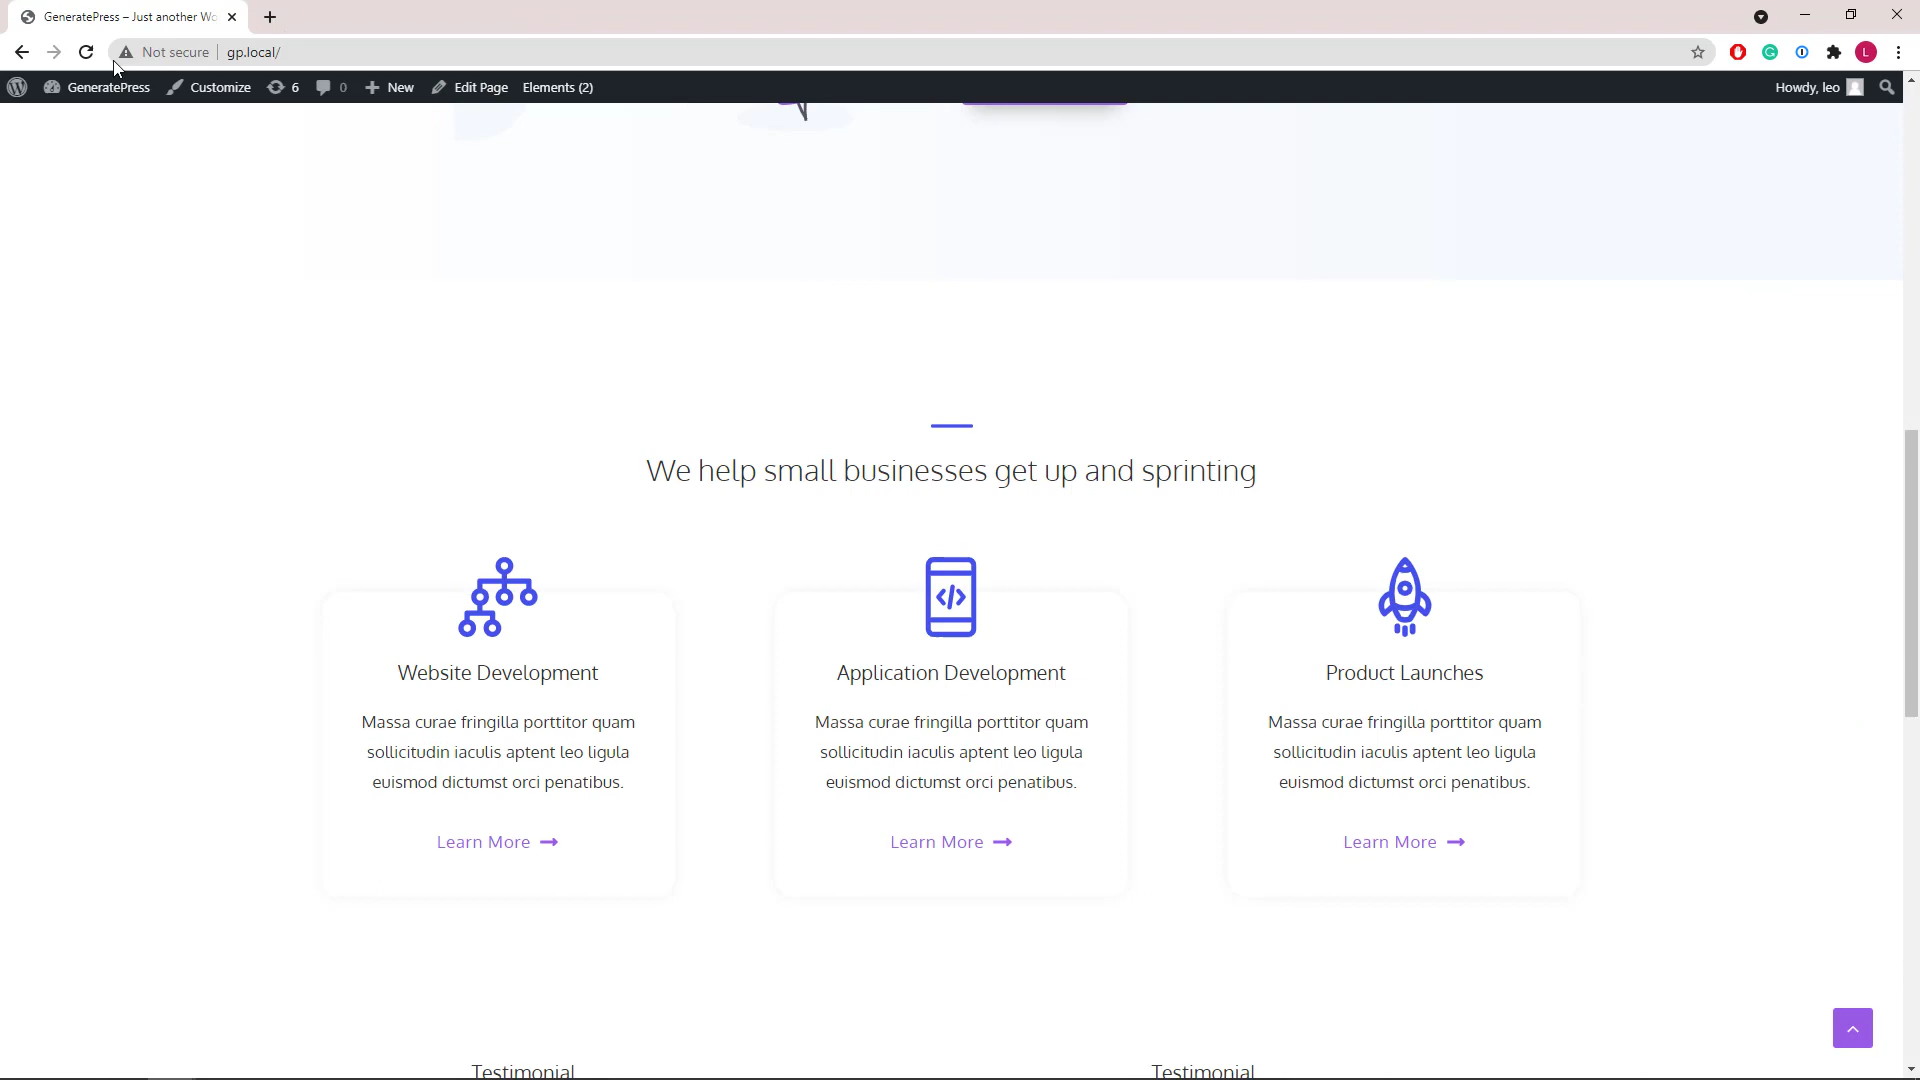 GeneratePress – Just another Wo
Not secure gp.local/
L
GeneratePress Customize 6 0 New Edit Page Elements (2) Howdy, leo
We help small businesses get up and sprinting
</>
Website Development
Massa curae fringilla porttitor quam
sollicitudin iaculis aptent leo ligula
euismod dictumst orci penatibus.
Learn More
Application Development
Massa curae fringilla porttitor quam
sollicitudin iaculis aptent leo ligula
euismod dictumst orci penatibus.
Learn More
Product Launches
Massa curae fringilla porttitor quam
sollicitudin iaculis aptent leo ligula
euismod dictumst orci penatibus.
Learn More
Testimonial
Testimonial